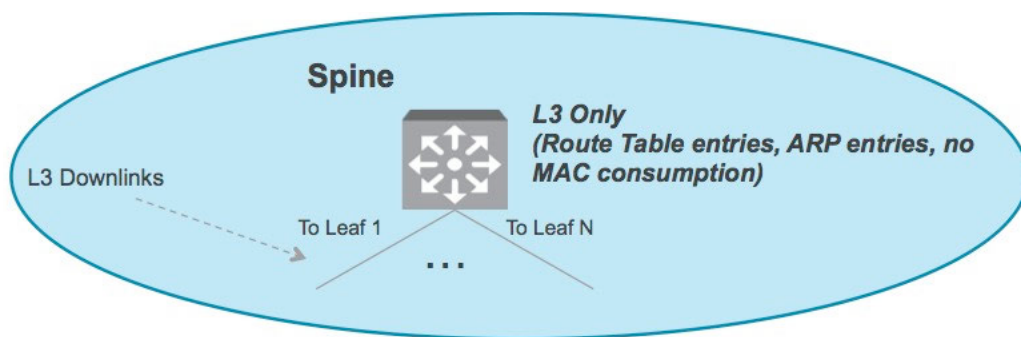 Spine
L3 Only
(Route Table entries, ARP entries, no
MAC consumption)
L3 Downlinks
To Leaf 1
To Leaf N
...